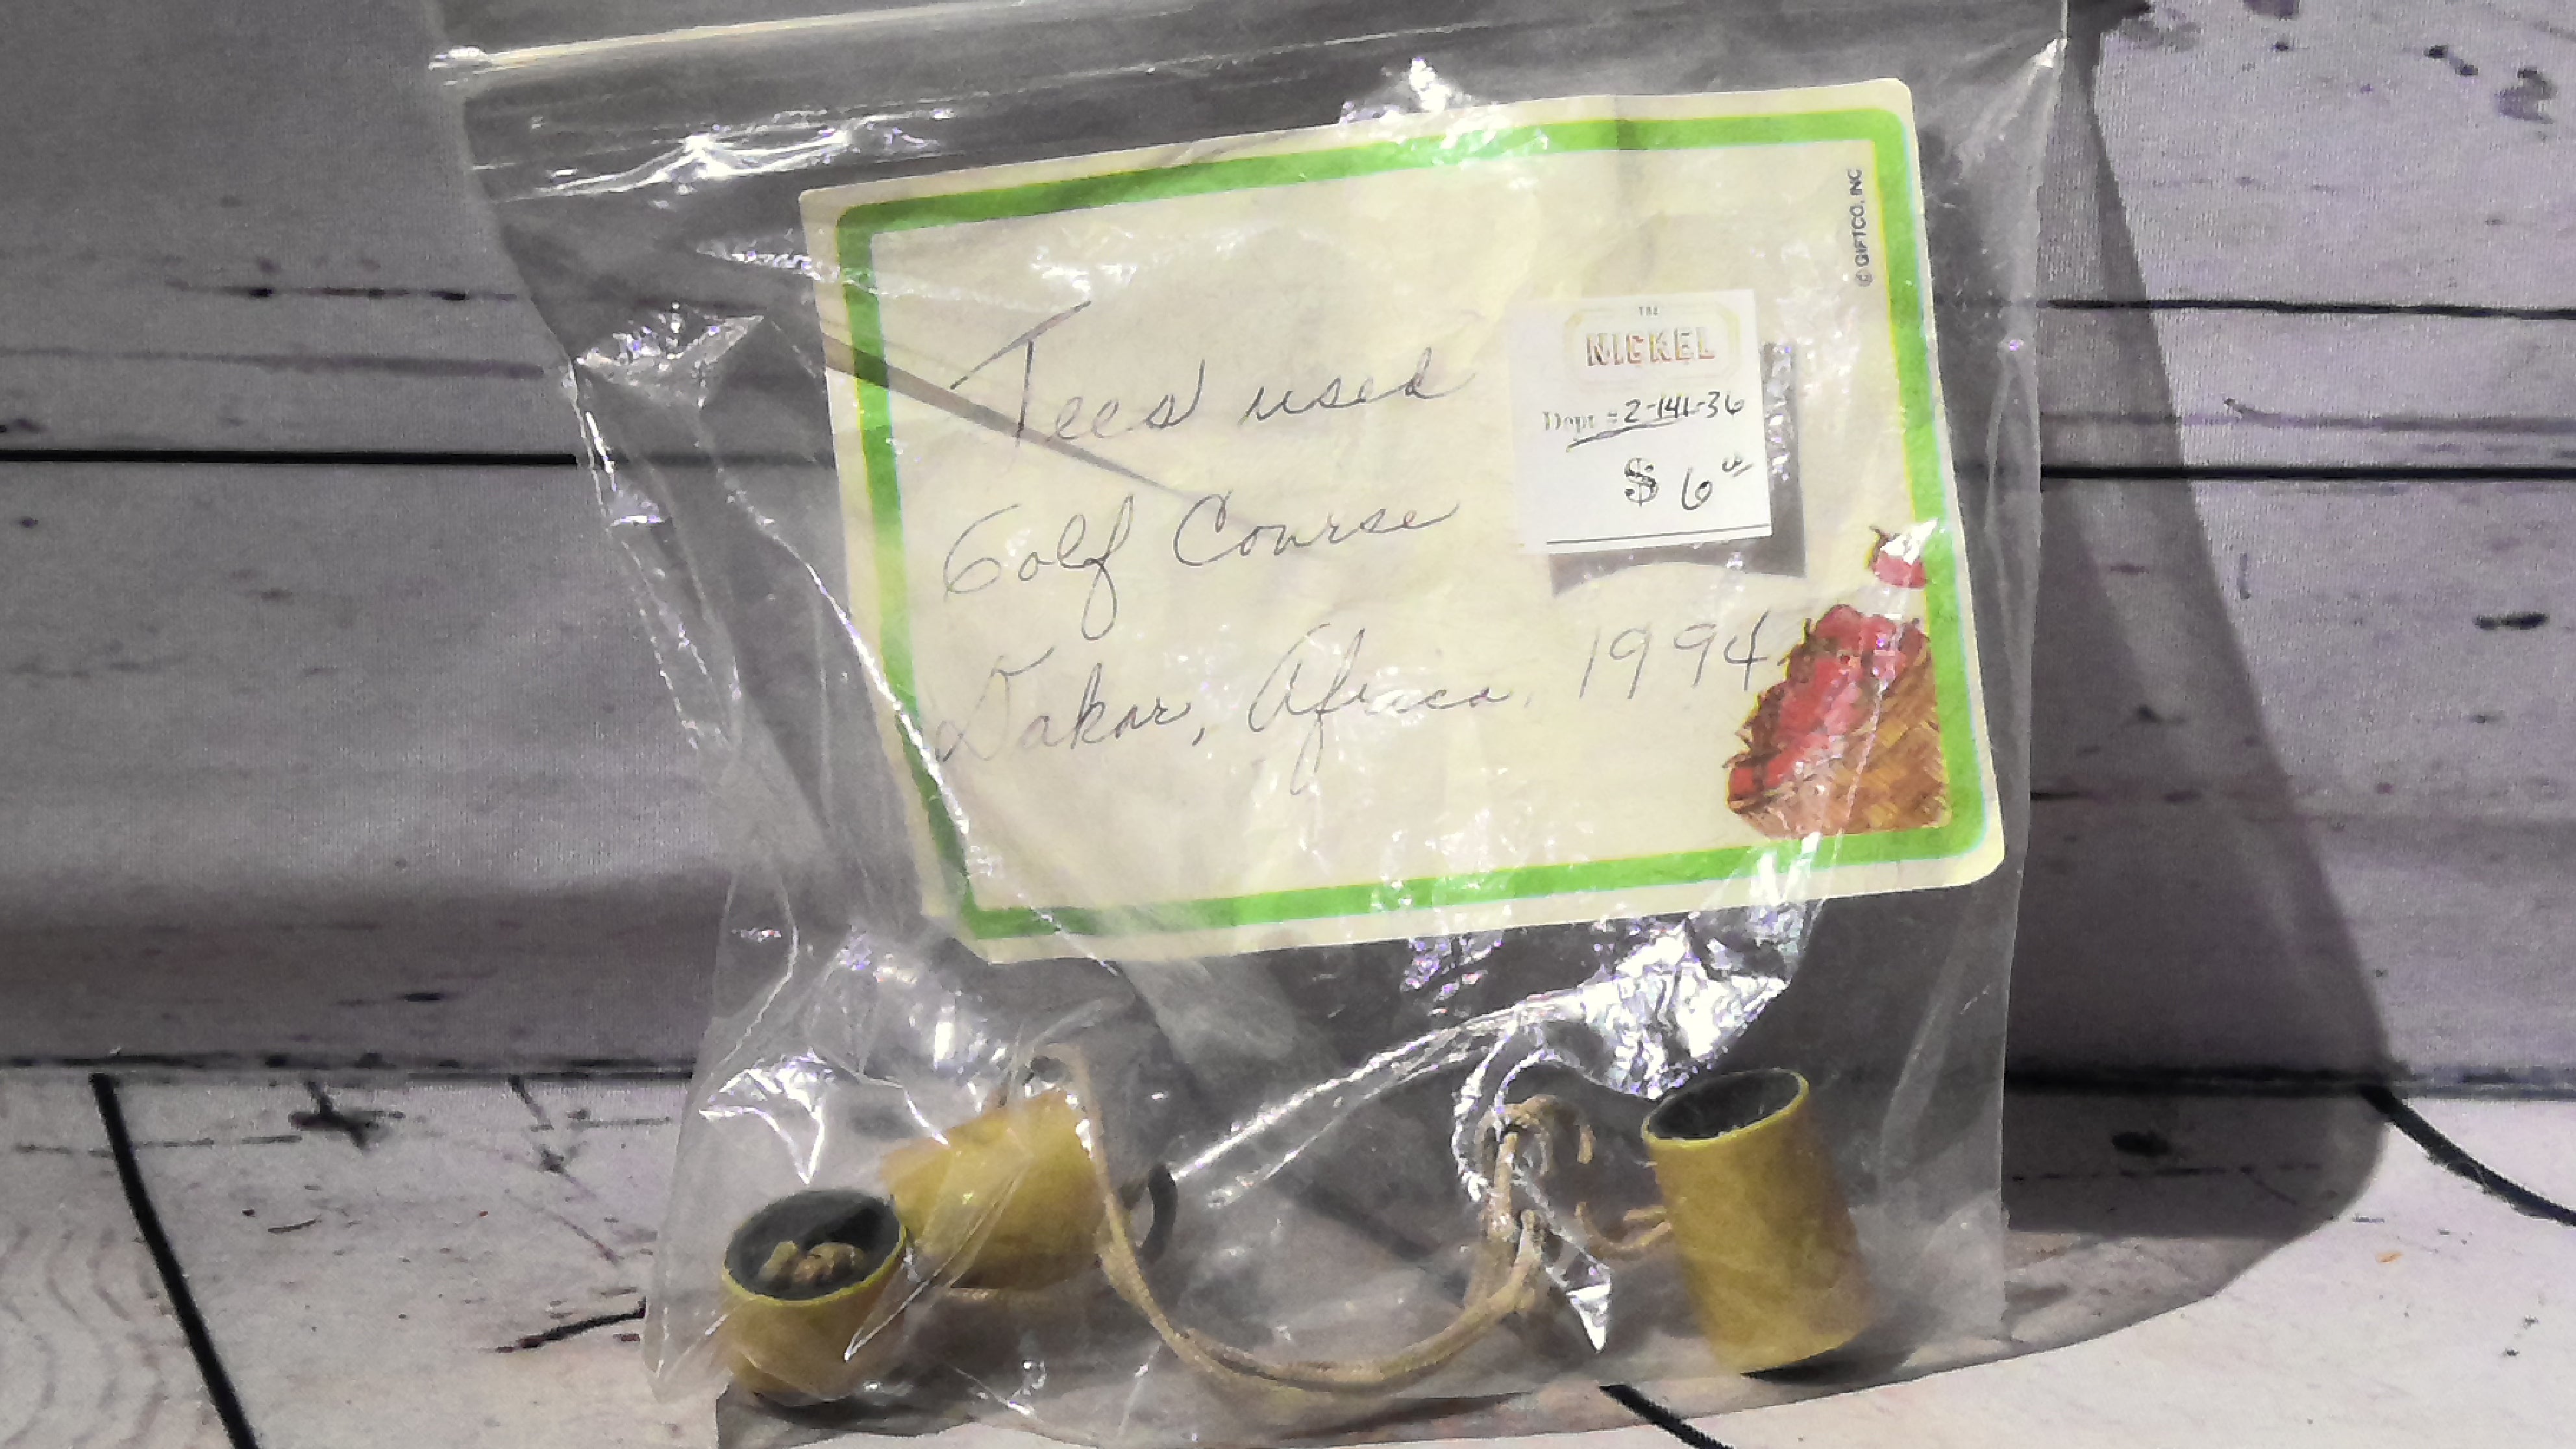 © GIFTCO, INC
Tees used
Golf Course
Dakar, Africa, 1994
THE
NICKEL
Dept # 2-141-36
$ 6⁰⁰